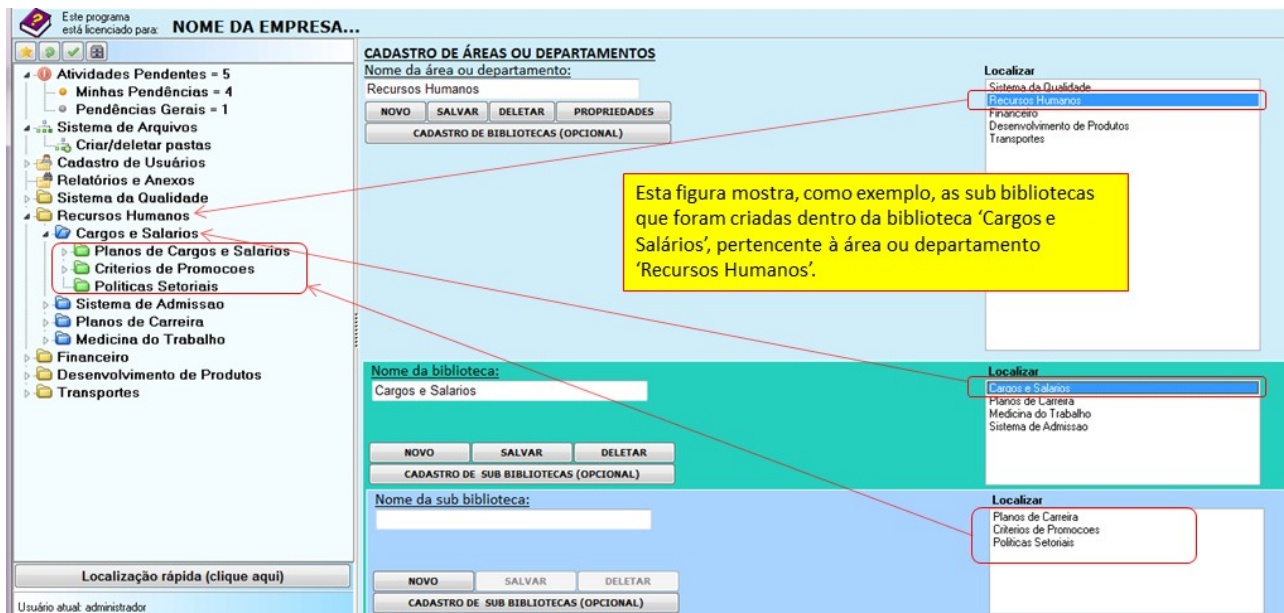 Este programa
está licenciado para: NOME DA EMPRESA...
Atividades Pendentes = 5
Minhas Pendências = 4
Pendências Gerais = 1
Sistema de Arquivos
Criar/deletar pastas
Cadastro de Usuários
Relatórios e Anexos
Sistema da Qualidade
Recursos Humanos
Cargos e Salarios
Planos de Cargos e Salarios
Criterios de Promocoes
Politicas Setoriais
Sistema de Admissao
Planos de Carreira
Medicina do Trabalho
Financeiro
Desenvolvimento de Produtos
Transportes
Localização rápida (clique aqui)
Usuário atual: administrador
CADASTRO DE ÁREAS OU DEPARTAMENTOS
Nome da área ou departamento:
Recursos Humanos
NOVO SALVAR DELETAR PROPRIEDADES
CADASTRO DE BIBLIOTECAS (OPCIONAL)
Localizar
Sistema da Qualidade
Recursos Humanos
Financeiro
Desenvolvimento de Produtos
Transportes
Esta figura mostra, como exemplo, as sub bibliotecas
que foram criadas dentro da biblioteca ‘Cargos e
Salários’, pertencente à área ou departamento
‘Recursos Humanos’.
Nome da biblioteca:
Cargos e Salarios
NOVO SALVAR DELETAR
CADASTRO DE SUB BIBLIOTECAS (OPCIONAL)
Localizar
Cargos e Salarios
Planos de Carreira
Medicina do Trabalho
Sistema de Admissao
Nome da sub biblioteca:
NOVO SALVAR DELETAR
CADASTRO DE SUB BIBLIOTECAS (OPCIONAL)
Localizar
Planos de Carreira
Criterios de Promocoes
Politicas Setoriais